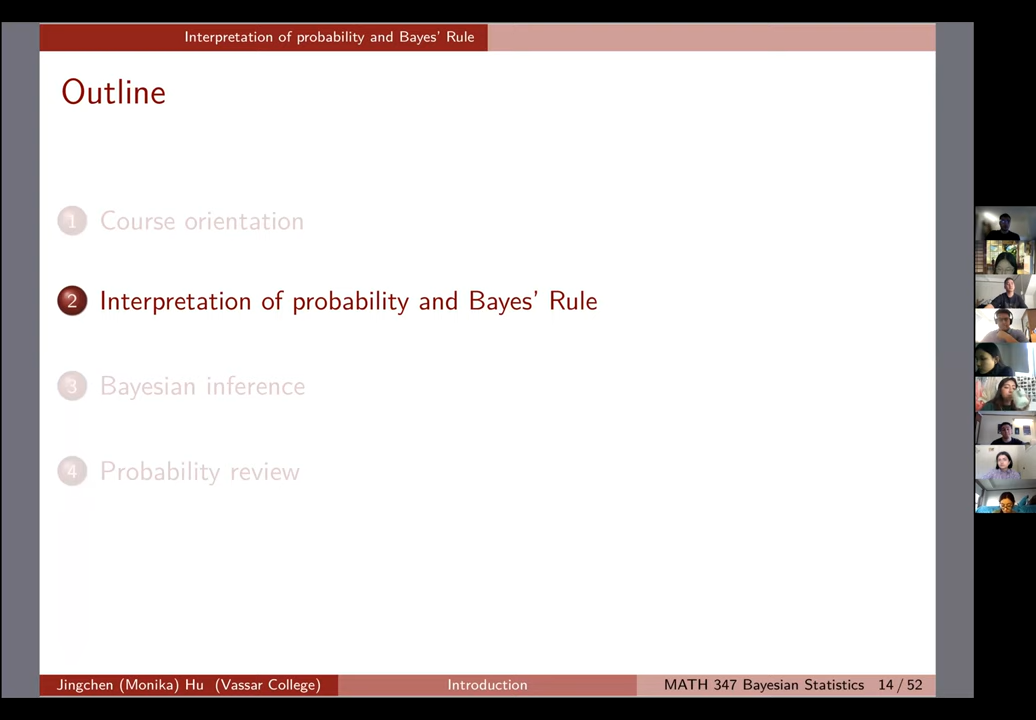 Interpretation of probability and Bayes' Rule
Outline
1 Course orientation
2 Interpretation of probability and Bayes' Rule
3 Bayesian inference
4 Probability review
Jingchen (Monika) Hu (Vassar College) Introduction MATH 347 Bayesian Statistics 14 / 52